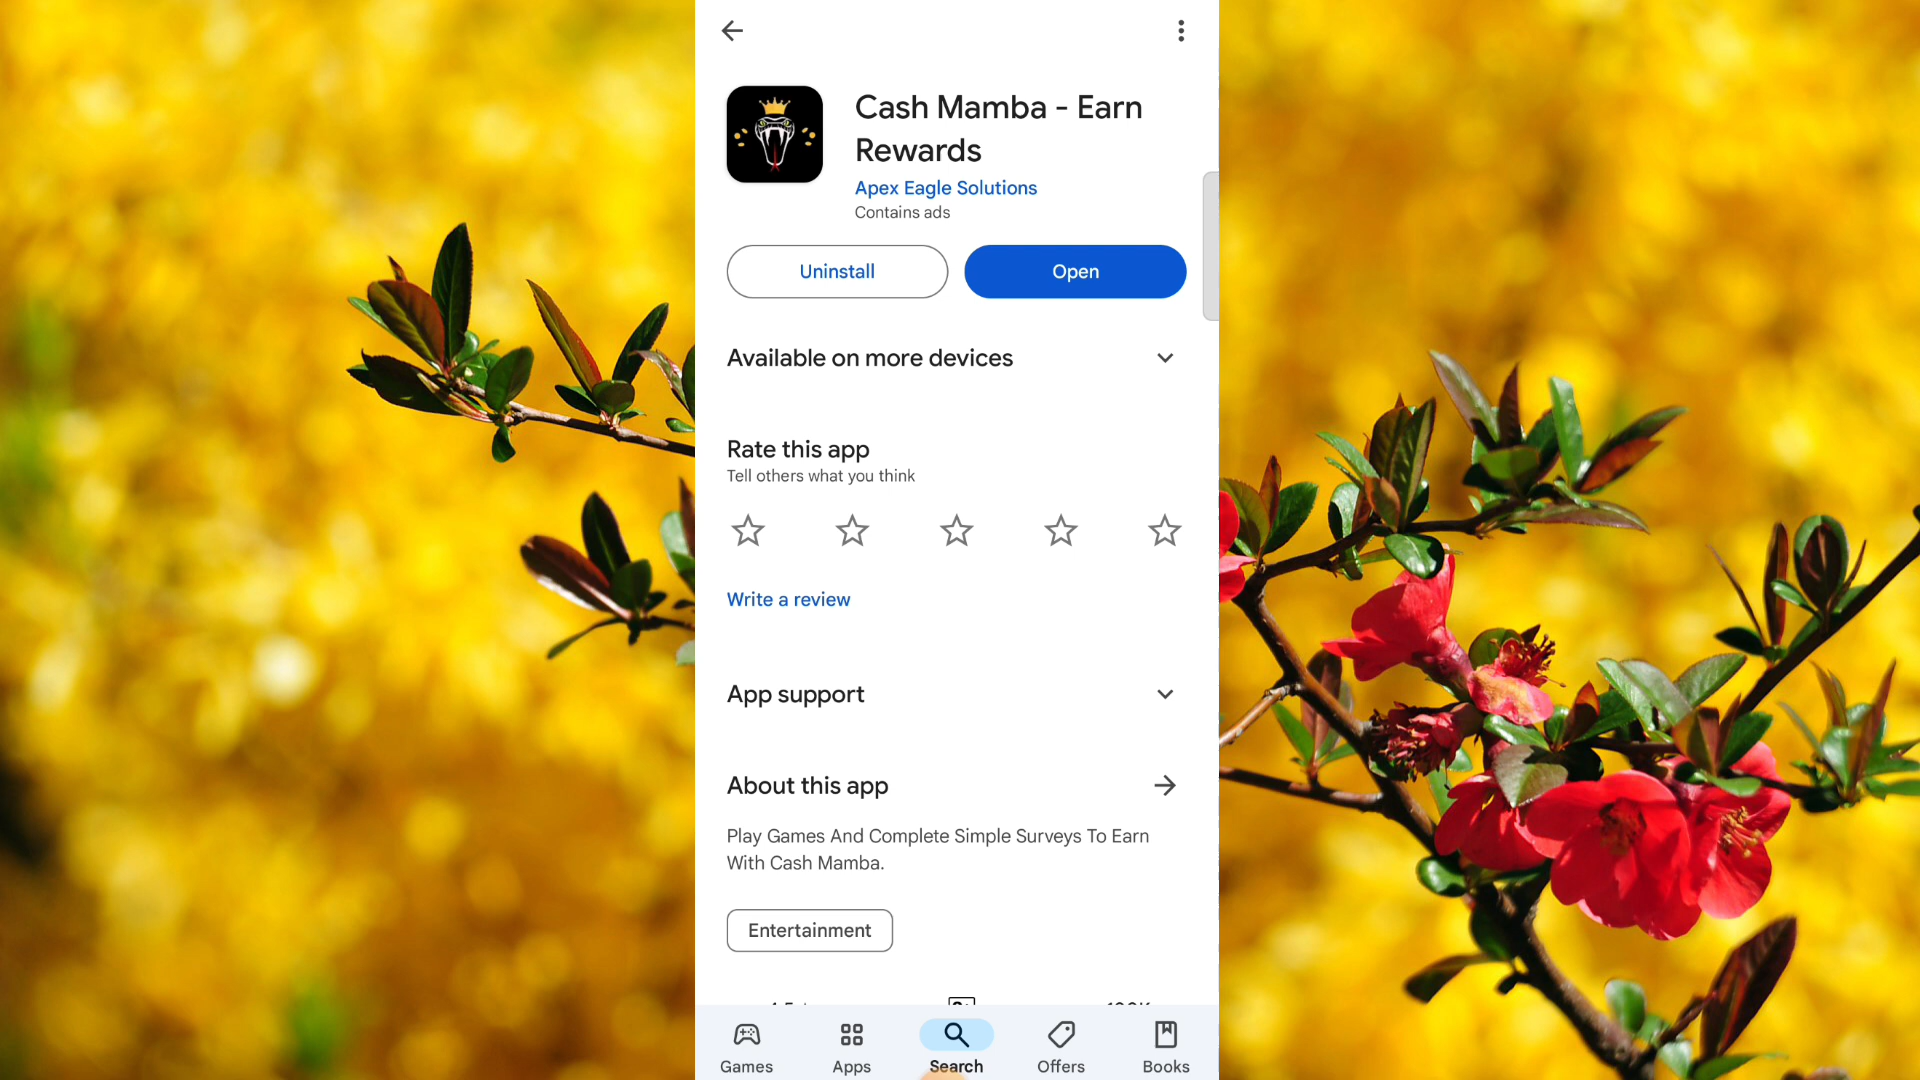 Cash Mamba - Earn
Rewards
Apex Eagle Solutions
Contains ads
Uninstall
Open
Available on more devices
Rate this app
Tell others what you think
Write a review
App support
About this app
Play Games And Complete Simple Surveys To Earn
With Cash Mamba.
Entertainment
Games
Apps
Search
Offers
Books